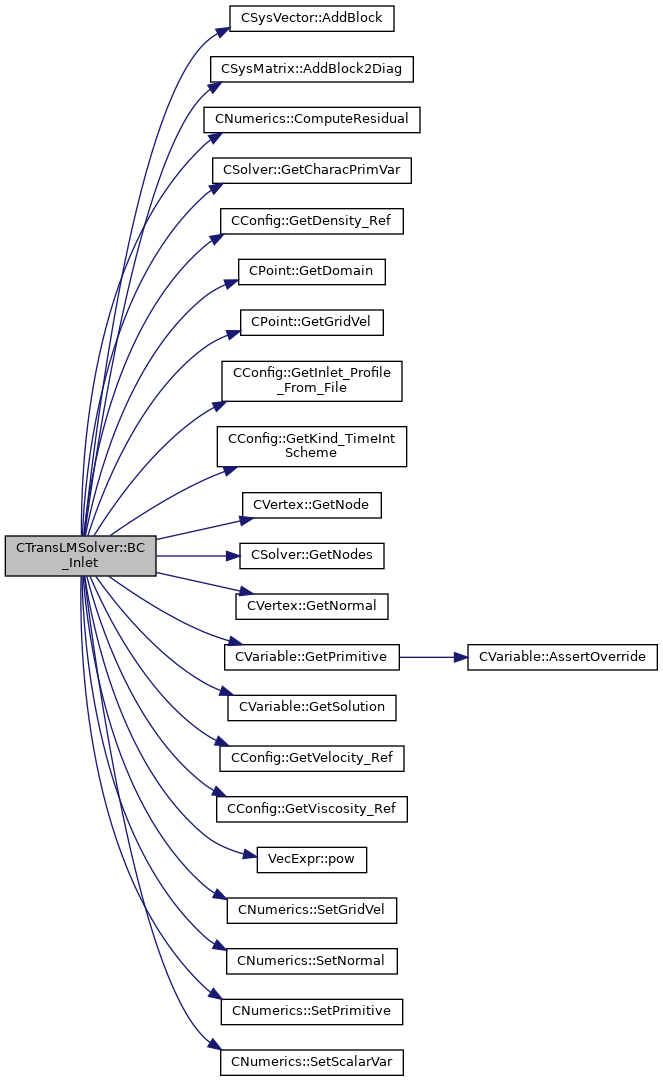 CSysVector::AddBlock
CSysMatrix::AddBlock2Diag
CNumerics::ComputeResidual
CSolver::GetCharacPrimVar
CConfig::GetDensity_Ref
CPoint::GetDomain
CPoint::GetGridVel
CConfig::GetInlet_Profile
_From_File
CConfig::GetKind_TimeInt
Scheme
CVertex::GetNode
CTransLMSolver::BC
_Inlet
CSolver::GetNodes
CVertex::GetNormal
CVariable::GetPrimitive
CVariable::AssertOverride
CVariable::GetSolution
CConfig::GetVelocity_Ref
CConfig::GetViscosity_Ref
VecExpr::pow
CNumerics::SetGridVel
CNumerics::SetNormal
CNumerics::SetPrimitive
CNumerics::SetScalarVar